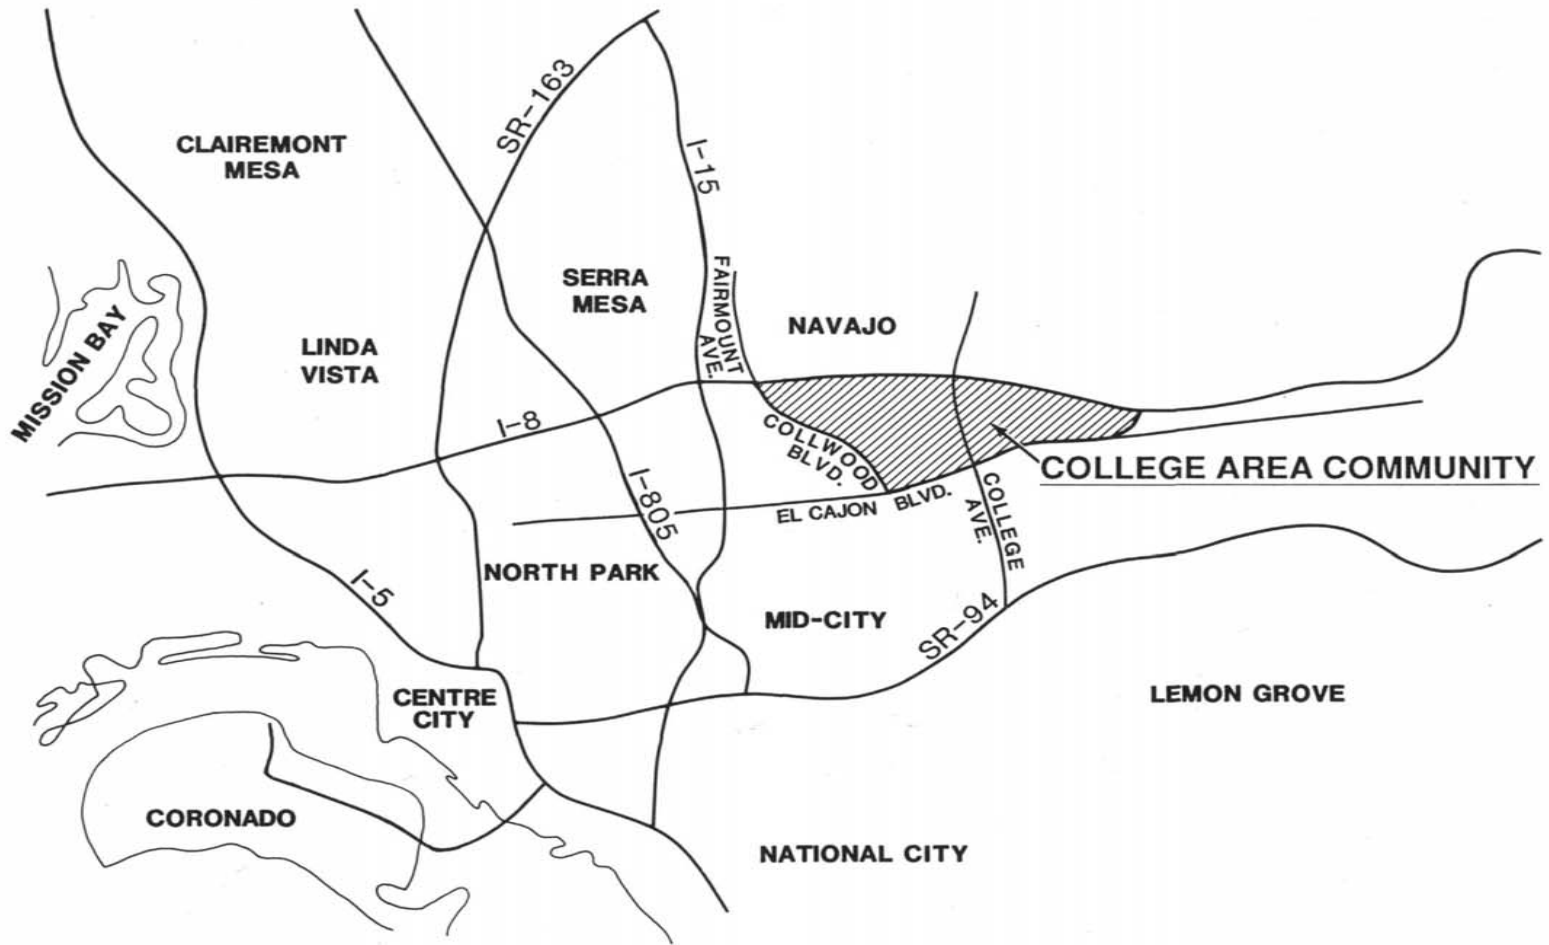 SR-163
CLAIREMONT
MESA
I-15
SERRA
MESA
FAIRMOUNT
AVE.
NAVAJO
MISSION BAY
LINDA
VISTA
I-8
COLLWOOD
BLVD.
COLLEGE AREA COMMUNITY
I-805
EL CAJON BLVD.
COLLEGE
AVE.
I-5
NORTH PARK
MID-CITY
SR-94
CENTRE
CITY
LEMON GROVE
CORONADO
NATIONAL CITY